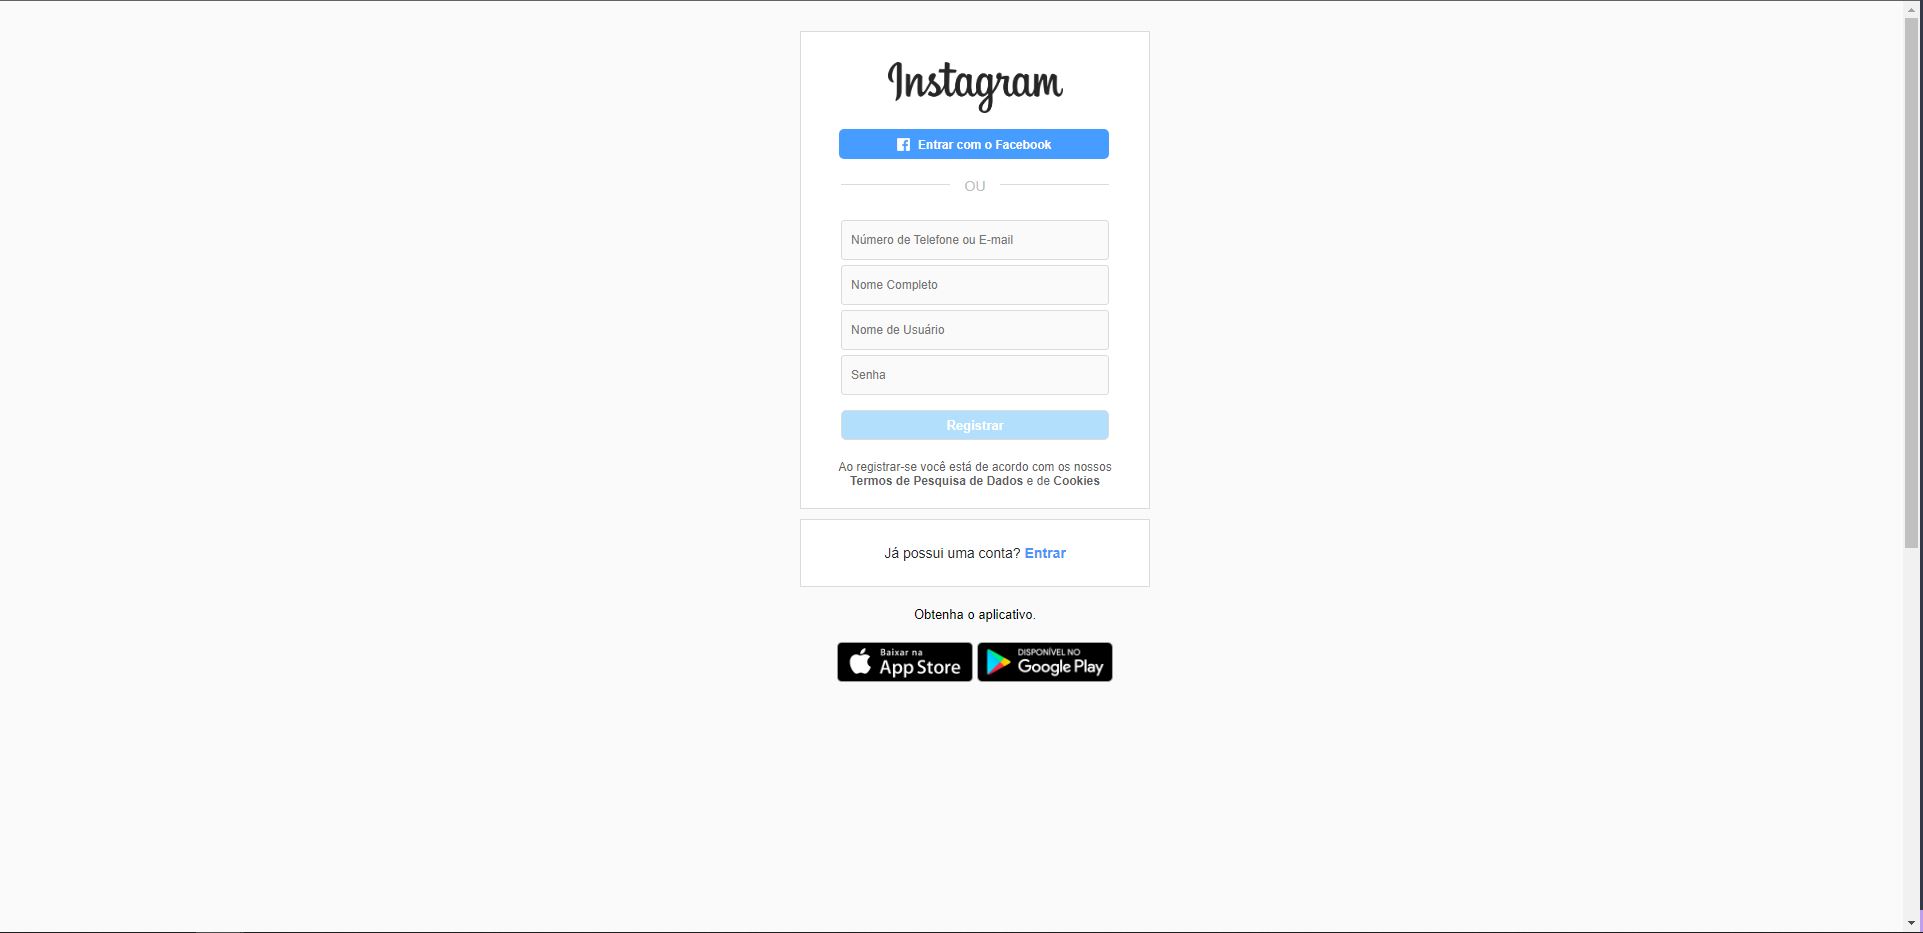 Instagram
Entrar com o Facebook
OU
Número de Telefone ou E-mail
Nome Completo
Nome de Usuário
Senha
Registrar
Ao registrar-se você está de acordo com os nossos
Termos de Pesquisa de Dados e de Cookies
Já possui uma conta? Entrar
Obtenha o aplicativo.
Baixar na
App Store
DISPONÍVEL NO
Google Play